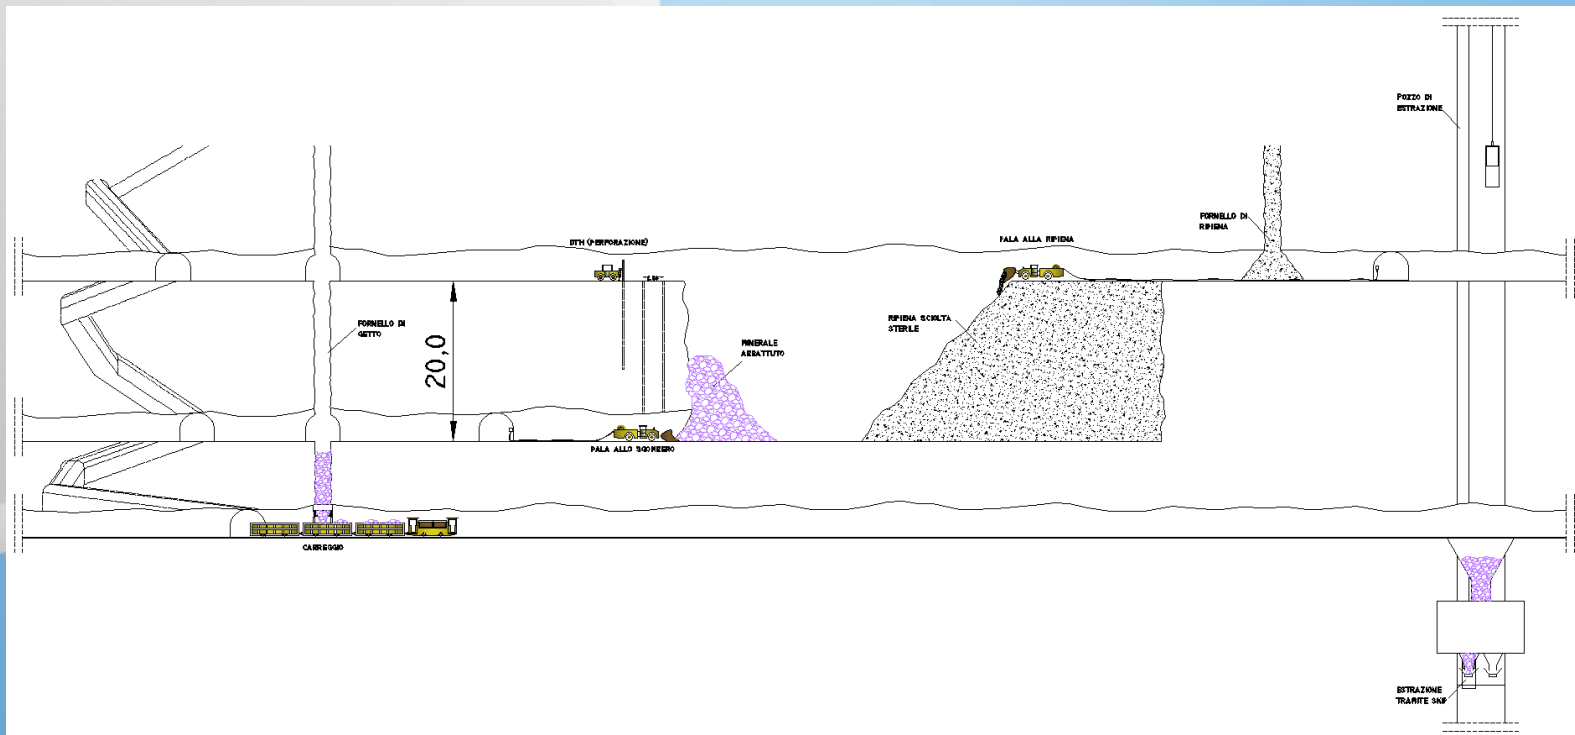 POZZO DI
ESTRAZIONE
FORNELLO DI
RIPIENA
DTH (PERFORAZIONE)
PALA ALLA RIPIENA
FORNELLO DI
GETTO
20,0
RIPIENA SCIOLTA
STERILE
MINERALE
ABBATTUTO
PALA ALLO SGOMBERO
CARREGGIO
ESTRAZIONE
TRAMITE SKIP